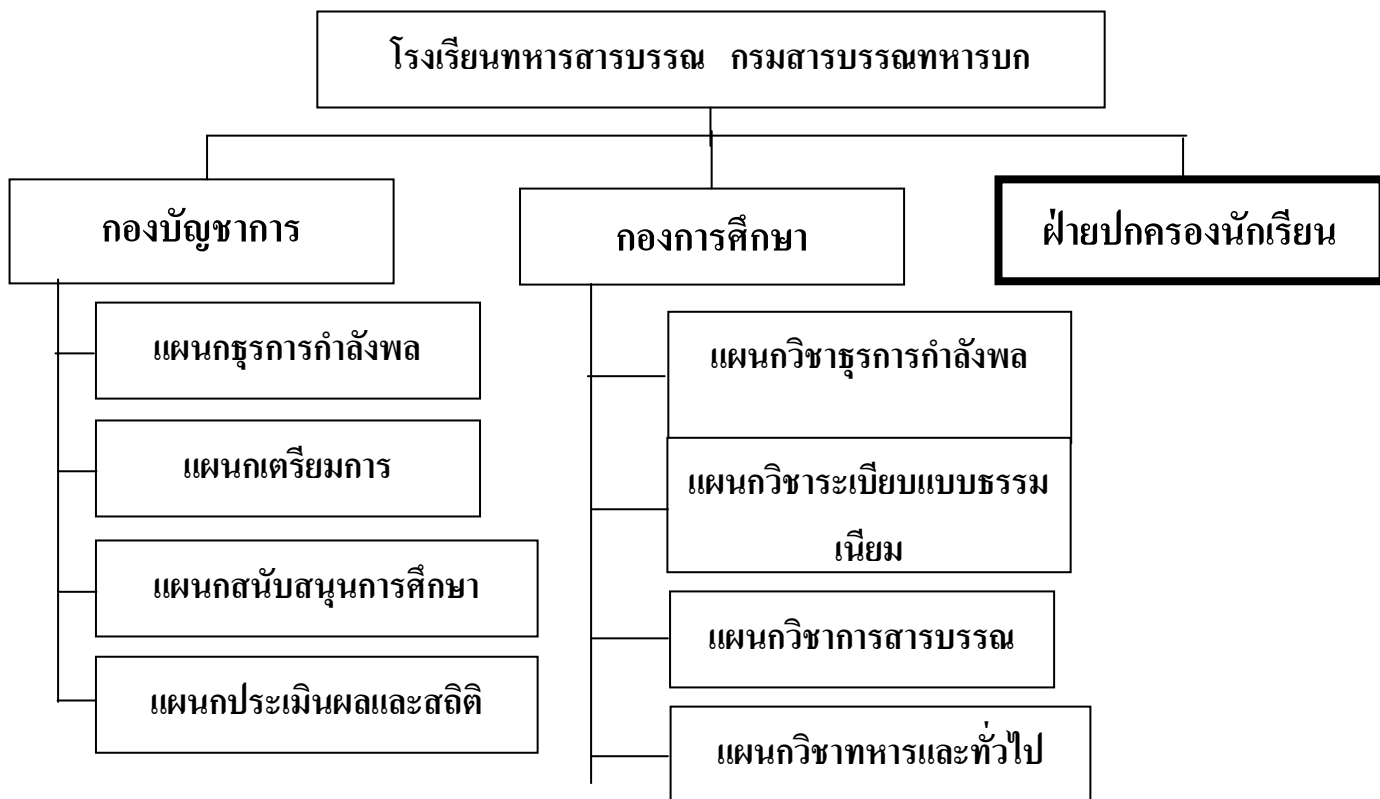 โรงเรียนทหารสารบรรณ กรมสารบรรณทหารบก
กองบัญชาการ
กองการศึกษา
ฝ่ายปกครองนักเรียน
แผนกธุรการกำลังพล
แผนกเตรียมการ
แผนกสนับสนุนการศึกษา
แผนกประเมินผลและสถิติ
แผนกวิชาธุรการกำลังพล
แผนกวิชาระเบียบแบบธรรม
เนียม
แผนกวิชาการสารบรรณ
แผนกวิชาทหารและทั่วไป